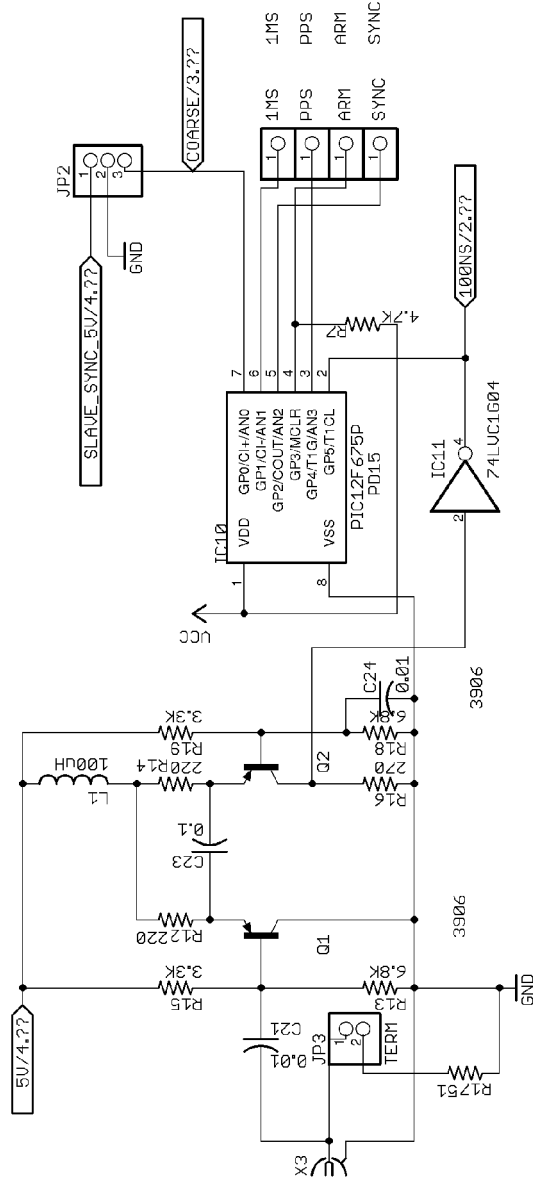 5V/4.??
SLAVE_SYNC_5V/4.??
JP2
1
2
3
GND
COARSE/3.??
L1
100uH
VCC
R15
3.3K
R12
220
R14
220
R19
3.3K
C23
0.1
C21
0.01
Q1
3906
Q2
3906
IC10
VDD
VSS
1
8
GP0/CI+/AN0
GP1/CI-/AN1
GP2/COUT/AN2
GP3/MCLR
GP4/T1G/AN3
GP5/T1CL
7
6
5
4
3
2
PIC12F675P
PD15
1MS
PPS
ARM
SYNC
1
1
1
1
1MS
PPS
ARM
SYNC
R7
4.7K
X3
JP3
1
2
TERM
R13
6.8K
R16
270
R18
6.8K
C24
0.01
R17
51
GND
IC11
2
4
74LVC1G04
100NS/2.??